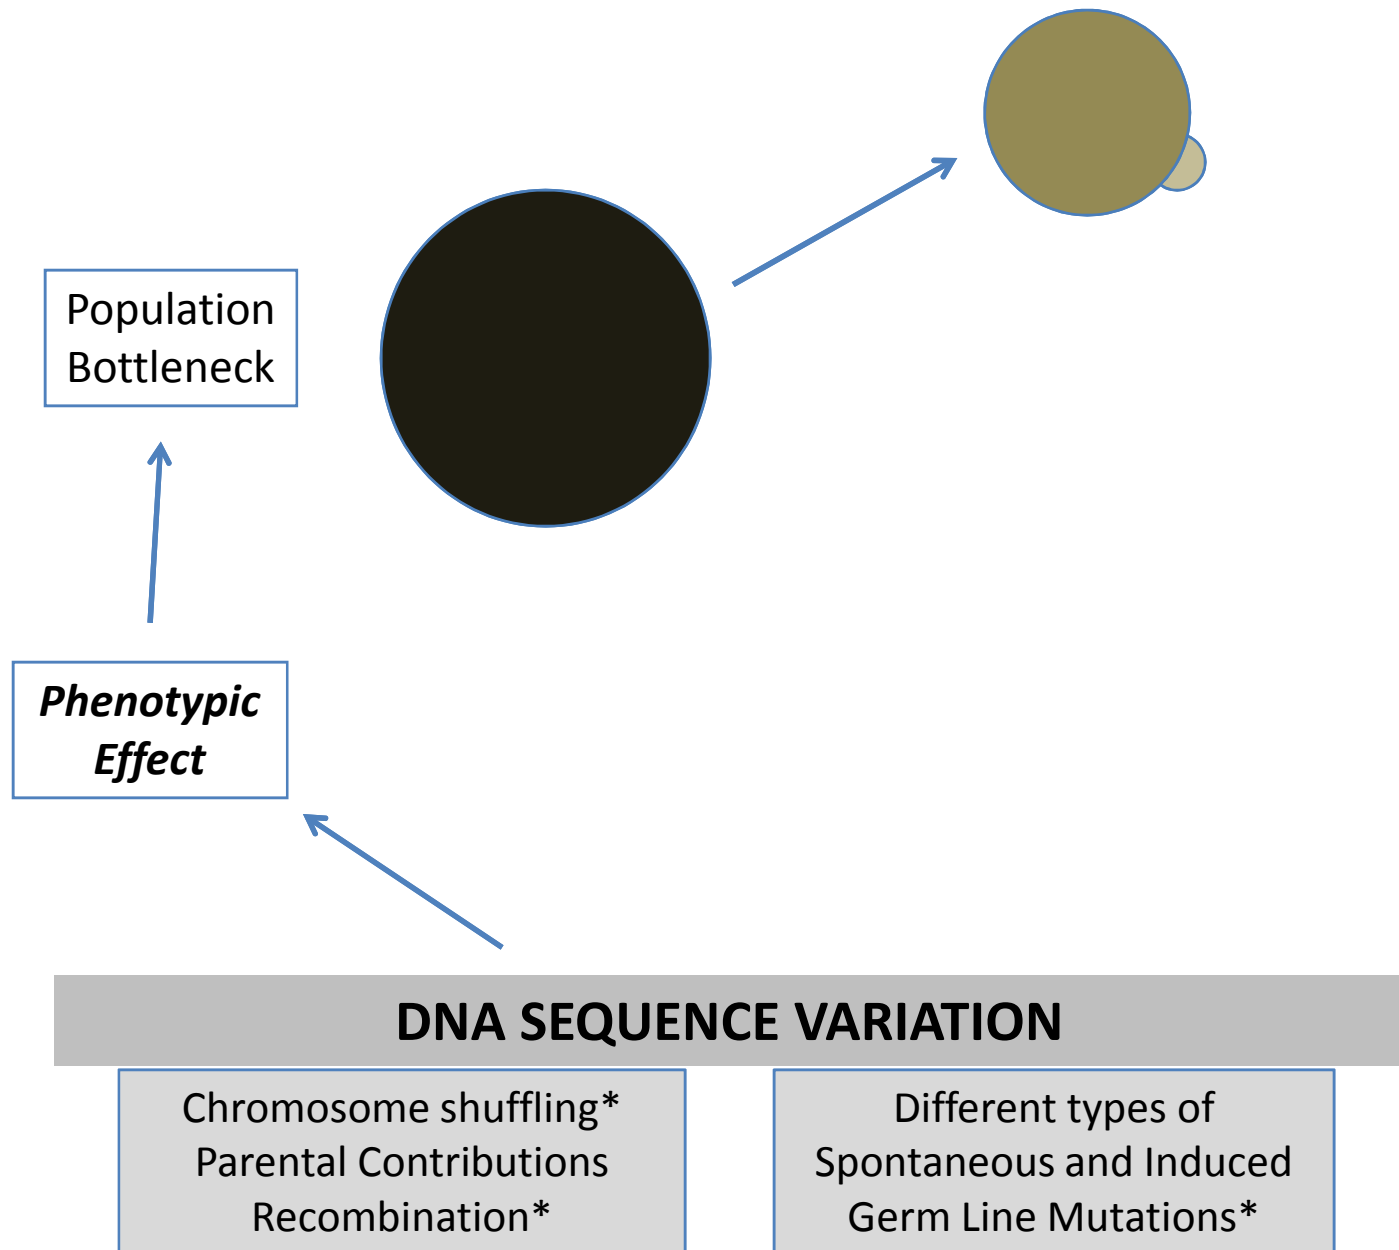 Population
Bottleneck
Phenotypic
Effect
DNA SEQUENCE VARIATION
Chromosome shuffling*
Parental Contributions
Recombination*
Different types of
Spontaneous and Induced
Germ Line Mutations*